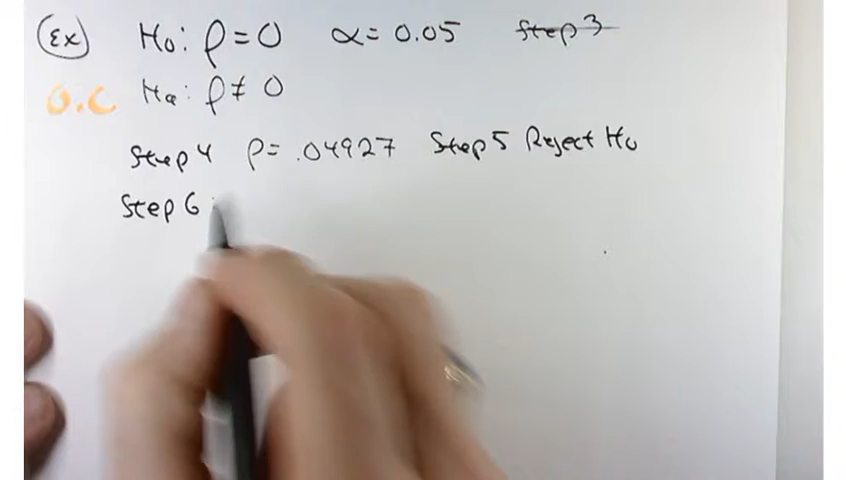 Ex H₀: ρ = 0 α = 0.05 Step 3
O.C Ha: ρ ≠ 0
Step 4 P = .04927 Step 5 Reject H₀
Step 6